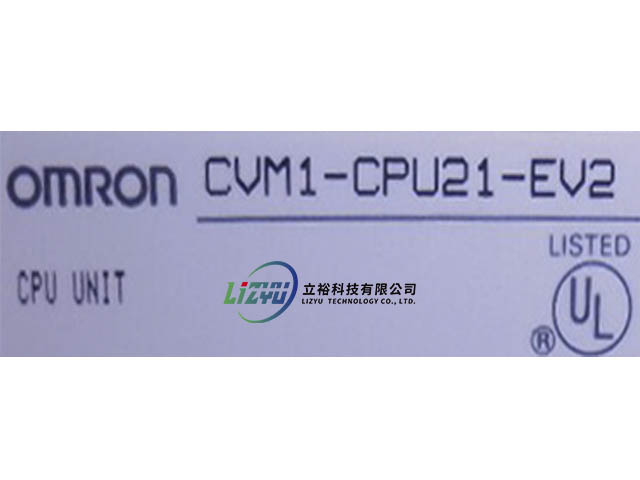 OMRON CVM1-CPU21-EV2
LISTED
CPU UNIT
LIZYU 立裕科技有限公司
LIZYU TECHNOLOGY CO., LTD.
UL
®